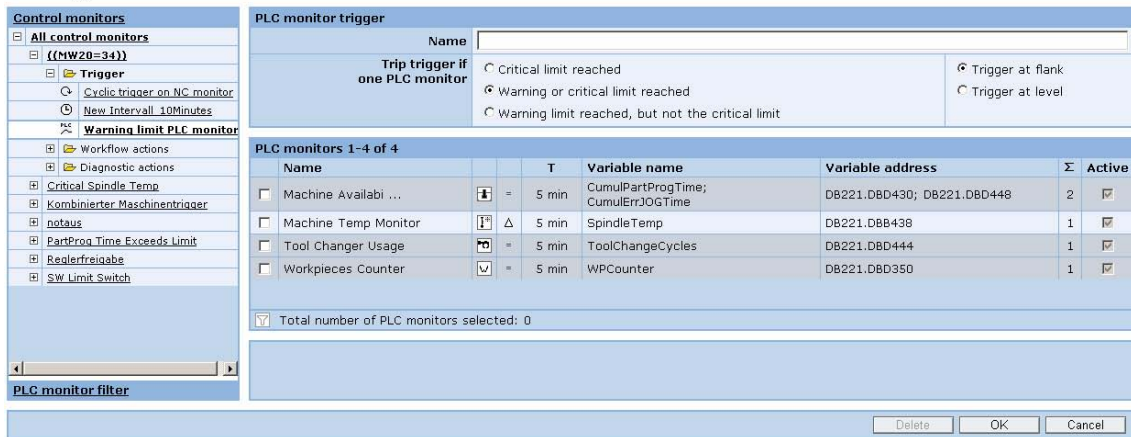 Control monitors
All control monitors
((MW20=34))
Trigger
Cyclic trigger on NC monitor
New Intervall 10Minutes
PLC Warning limit PLC monitor
Workflow actions
Diagnostic actions
Critical Spindle Temp
Kombinierter Maschinentrigger
notaus
PartProg Time Exceeds Limit
Reglerfreigabe
SW Limit Switch
PLC monitor filter
PLC monitor trigger
Name
Trip trigger if
one PLC monitor
Critical limit reached
Warning or critical limit reached
Warning limit reached, but not the critical limit
Trigger at flank
Trigger at level
PLC monitors 1-4 of 4
Name T Variable name Variable address Σ Active
Machine Availabi ... = 5 min CumulPartProgTime; CumulErrJOGTime DB221.DBD430; DB221.DBD448 2
Machine Temp Monitor Δ 5 min SpindleTemp DB221.DBB438 1
Tool Changer Usage = 5 min ToolChangeCycles DB221.DBD444 1
Workpieces Counter = 5 min WPCounter DB221.DBD350 1
Total number of PLC monitors selected: 0
Delete OK Cancel